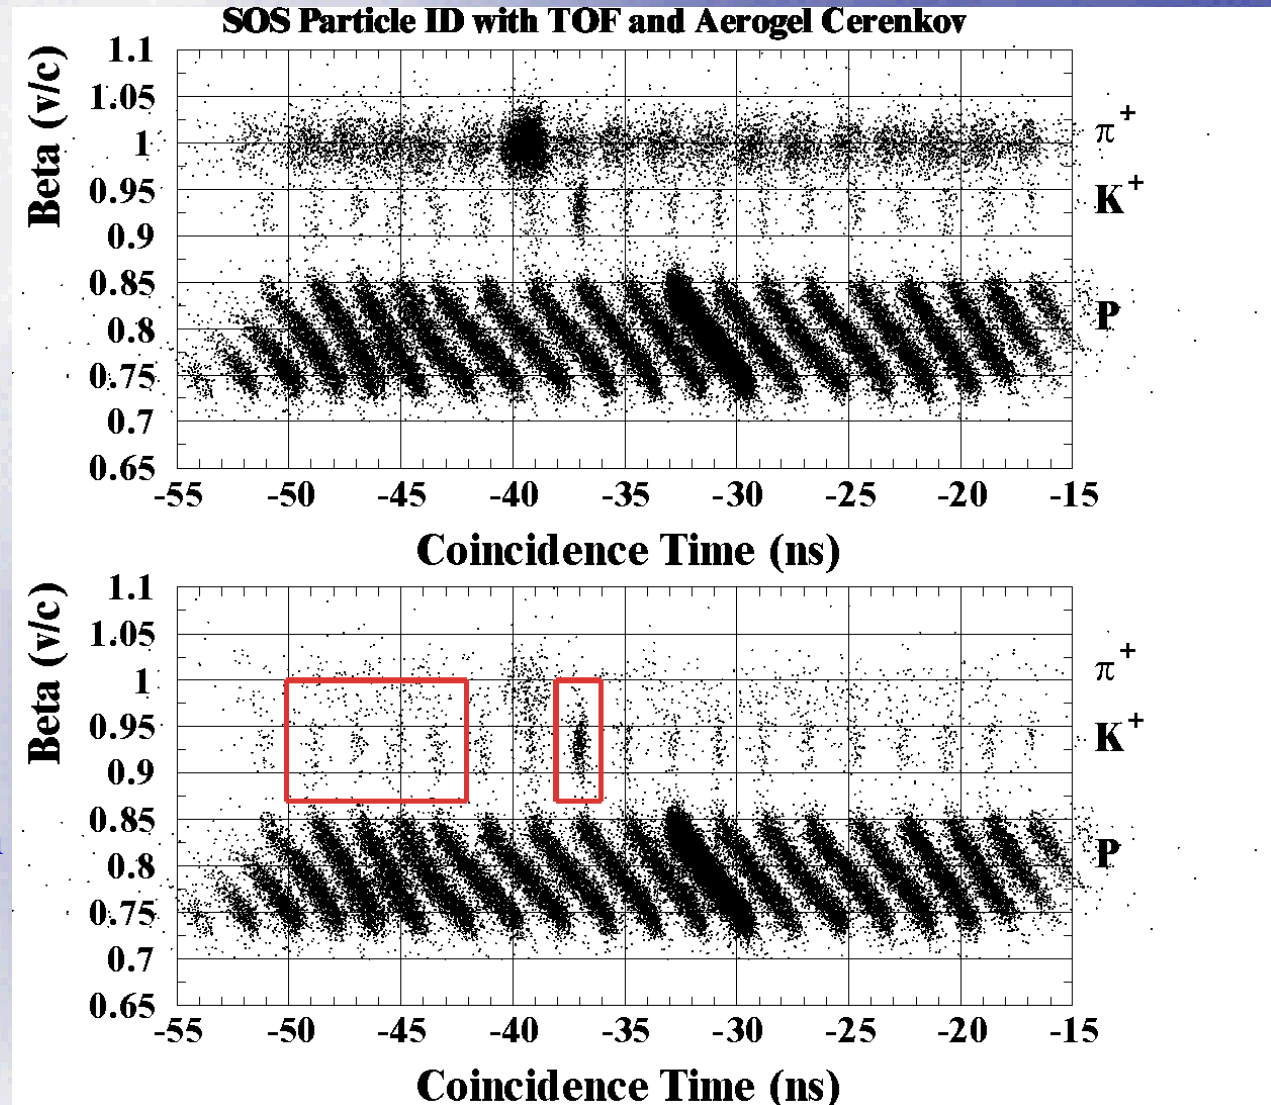 SOS Particle ID with TOF and Aerogel Cerenkov
1.1
1.05
1
0.95
0.9
0.85
0.8
0.75
0.7
0.65
Beta (v/c)
π+
K+
P
-55 -50 -45 -40 -35 -30 -25 -20 -15
Coincidence Time (ns)
1.1
1.05
1
0.95
0.9
0.85
0.8
0.75
0.7
0.65
Beta (v/c)
π+
K+
P
-55 -50 -45 -40 -35 -30 -25 -20 -15
Coincidence Time (ns)